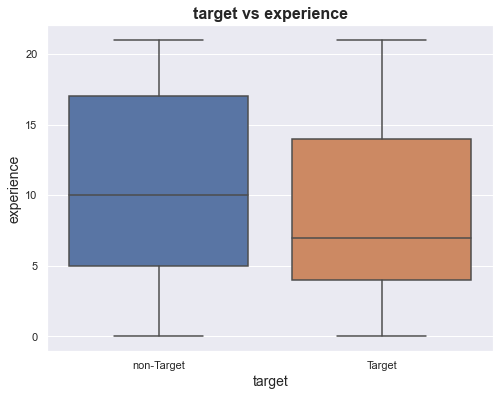 target vs experience
20
15
10
5
0
experience
non-Target
Target
target